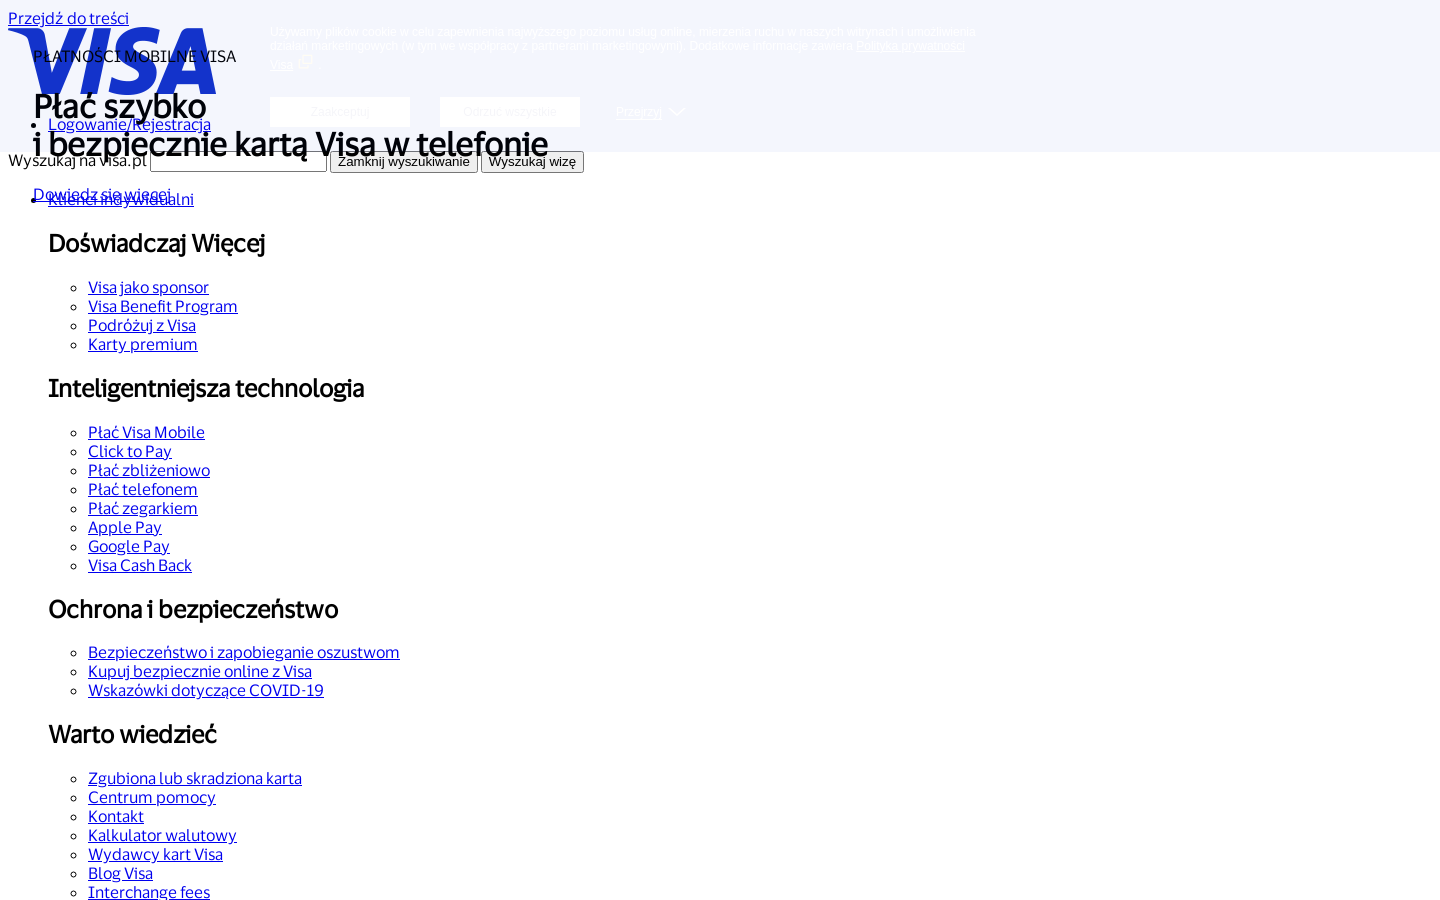 Przejdź do treści
VISA
PŁATNOŚCI MOBILNE VISA
Używamy plików cookie w celu zapewnienia najwyższego poziomu usług online, mierzenia ruchu w naszych witrynach i umożliwienia
działań marketingowych (w tym we współpracy z partnerami marketingowymi). Dodatkowe informacje zawiera Polityka prywatności
Visa
Zaakceptuj
Odrzuć wszystkie
Przejrzyj
Płać szybko
i bezpiecznie kartą Visa w telefonie
Logowanie/Rejestracja
Wyszukaj na visa.pl
Zamknij wyszukiwanie
Wyszukaj wizę
Dowiedz się więcej
Klienci indywidualni
Doświadczaj Więcej
Visa jako sponsor
Visa Benefit Program
Podróżuj z Visa
Karty premium
Inteligentniejsza technologia
Płać Visa Mobile
Click to Pay
Płać zbliżeniowo
Płać telefonem
Płać zegarkiem
Apple Pay
Google Pay
Visa Cash Back
Ochrona i bezpieczeństwo
Bezpieczeństwo i zapobieganie oszustwom
Kupuj bezpiecznie online z Visa
Wskazówki dotyczące COVID-19
Warto wiedzieć
Zgubiona lub skradziona karta
Centrum pomocy
Kontakt
Kalkulator walutowy
Wydawcy kart Visa
Blog Visa
Interchange fees